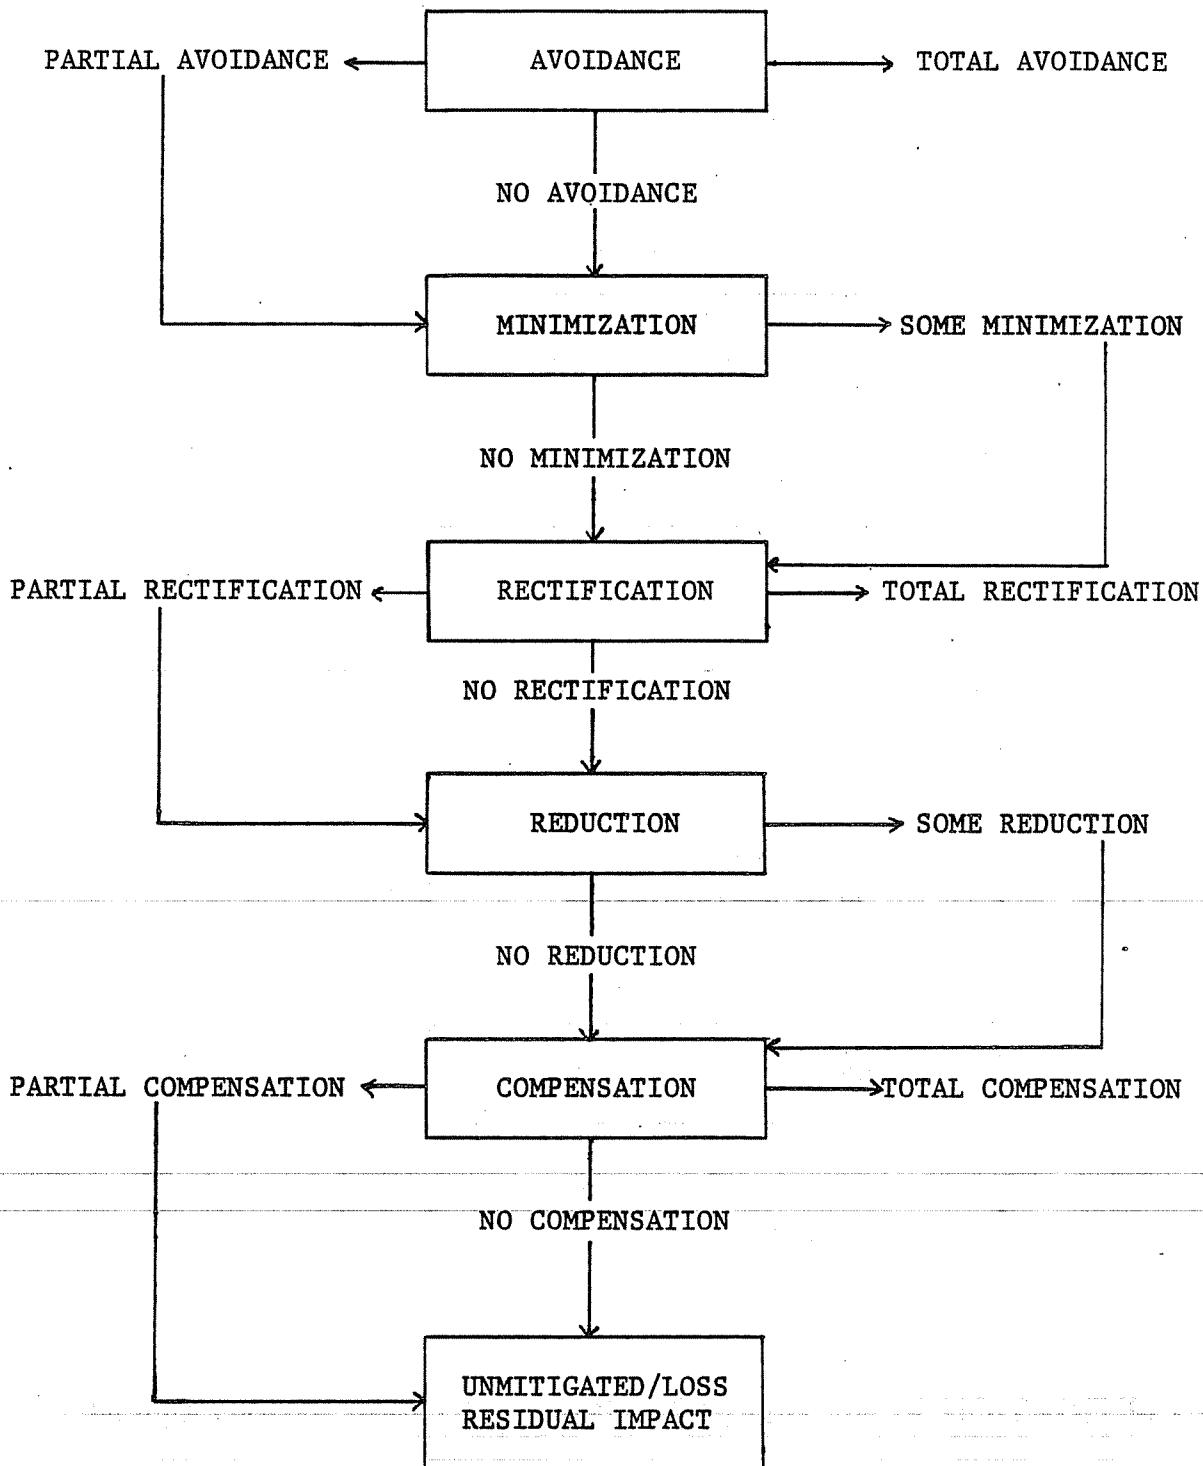 PARTIAL AVOIDANCE
AVOIDANCE
TOTAL AVOIDANCE
NO AVOIDANCE
MINIMIZATION
SOME MINIMIZATION
NO MINIMIZATION
PARTIAL RECTIFICATION
RECTIFICATION
TOTAL RECTIFICATION
NO RECTIFICATION
REDUCTION
SOME REDUCTION
NO REDUCTION
PARTIAL COMPENSATION
COMPENSATION
TOTAL COMPENSATION
NO COMPENSATION
UNMITIGATED/LOSS
RESIDUAL IMPACT